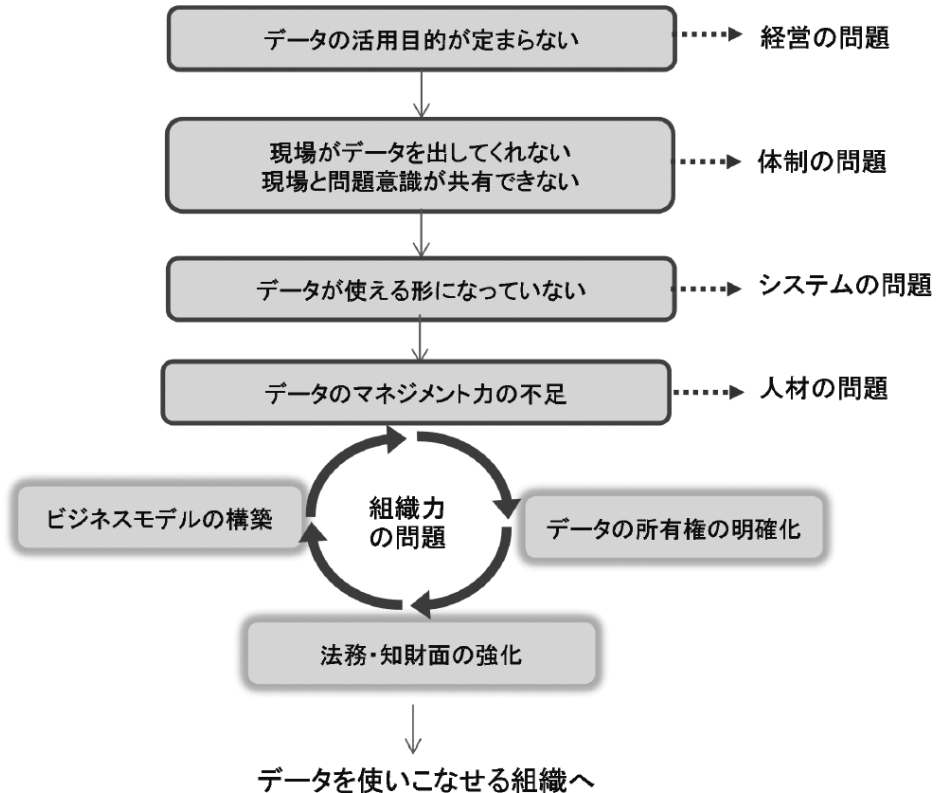 データの活用目的が定まらない
経営の問題
現場がデータを出してくれない
現場と問題意識が共有できない
体制の問題
データが使える形になっていない
システムの問題
データのマネジメント力の不足
人材の問題
組織力
の問題
ビジネスモデルの構築
データの所有権の明確化
法務・知財面の強化
データを使いこなせる組織へ